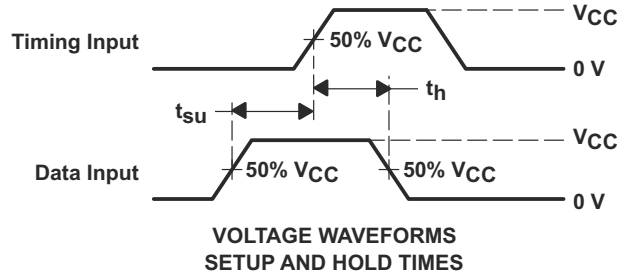 VCC
Timing Input
50% VCC
0 V
th
tsu
VCC
Data Input
50% VCC
50% VCC
0 V
VOLTAGE WAVEFORMS
SETUP AND HOLD TIMES